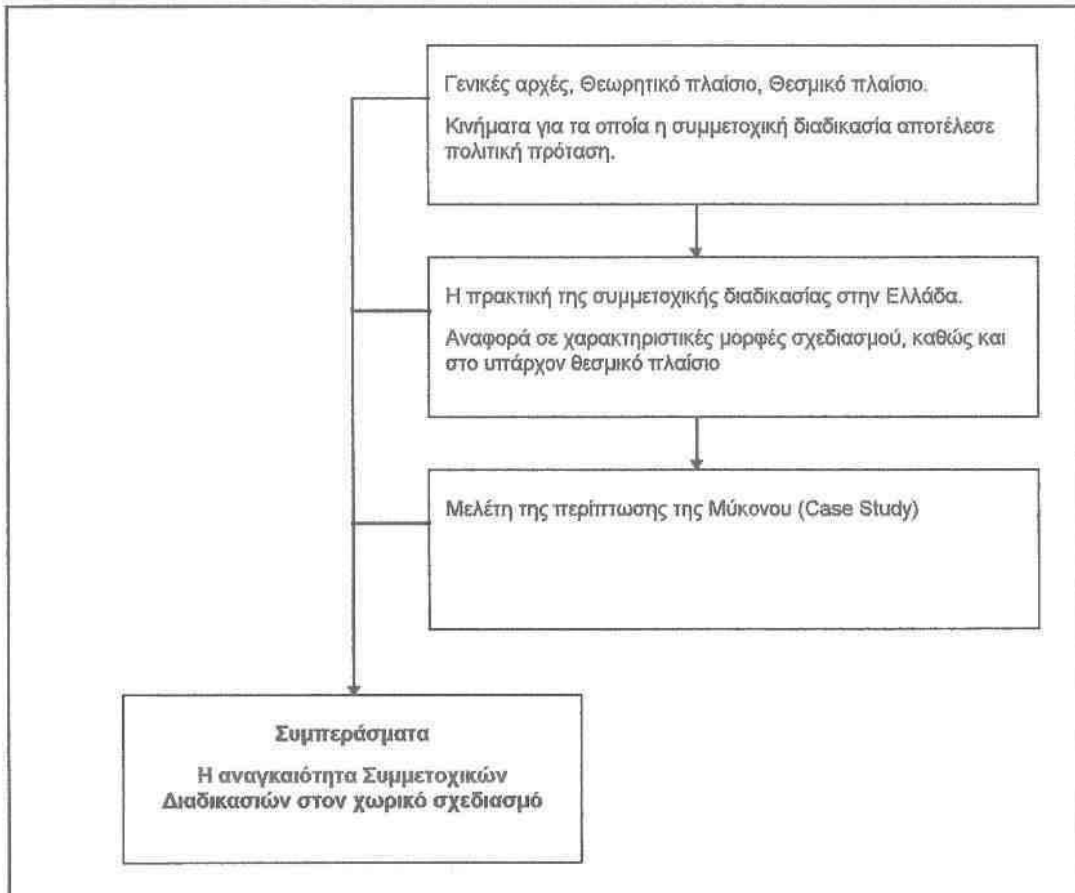 Γενικές αρχές, Θεωρητικό πλαίσιο, Θεσμικό πλαίσιο.
Κινήματα για τα οποία η συμμετοχική διαδικασία αποτέλεσε
πολιτική πρόταση.
Η πρακτική της συμμετοχικής διαδικασίας στην Ελλάδα.
Αναφορά σε χαρακτηριστικές μορφές σχεδιασμού, καθώς και
στο υπάρχον θεσμικό πλαίσιο
Μελέτη της περίπτωσης της Μύκονου (Case Study)
Συμπεράσματα
Η αναγκαιότητα Συμμετοχικών
Διαδικασιών στον χωρικό σχεδιασμό